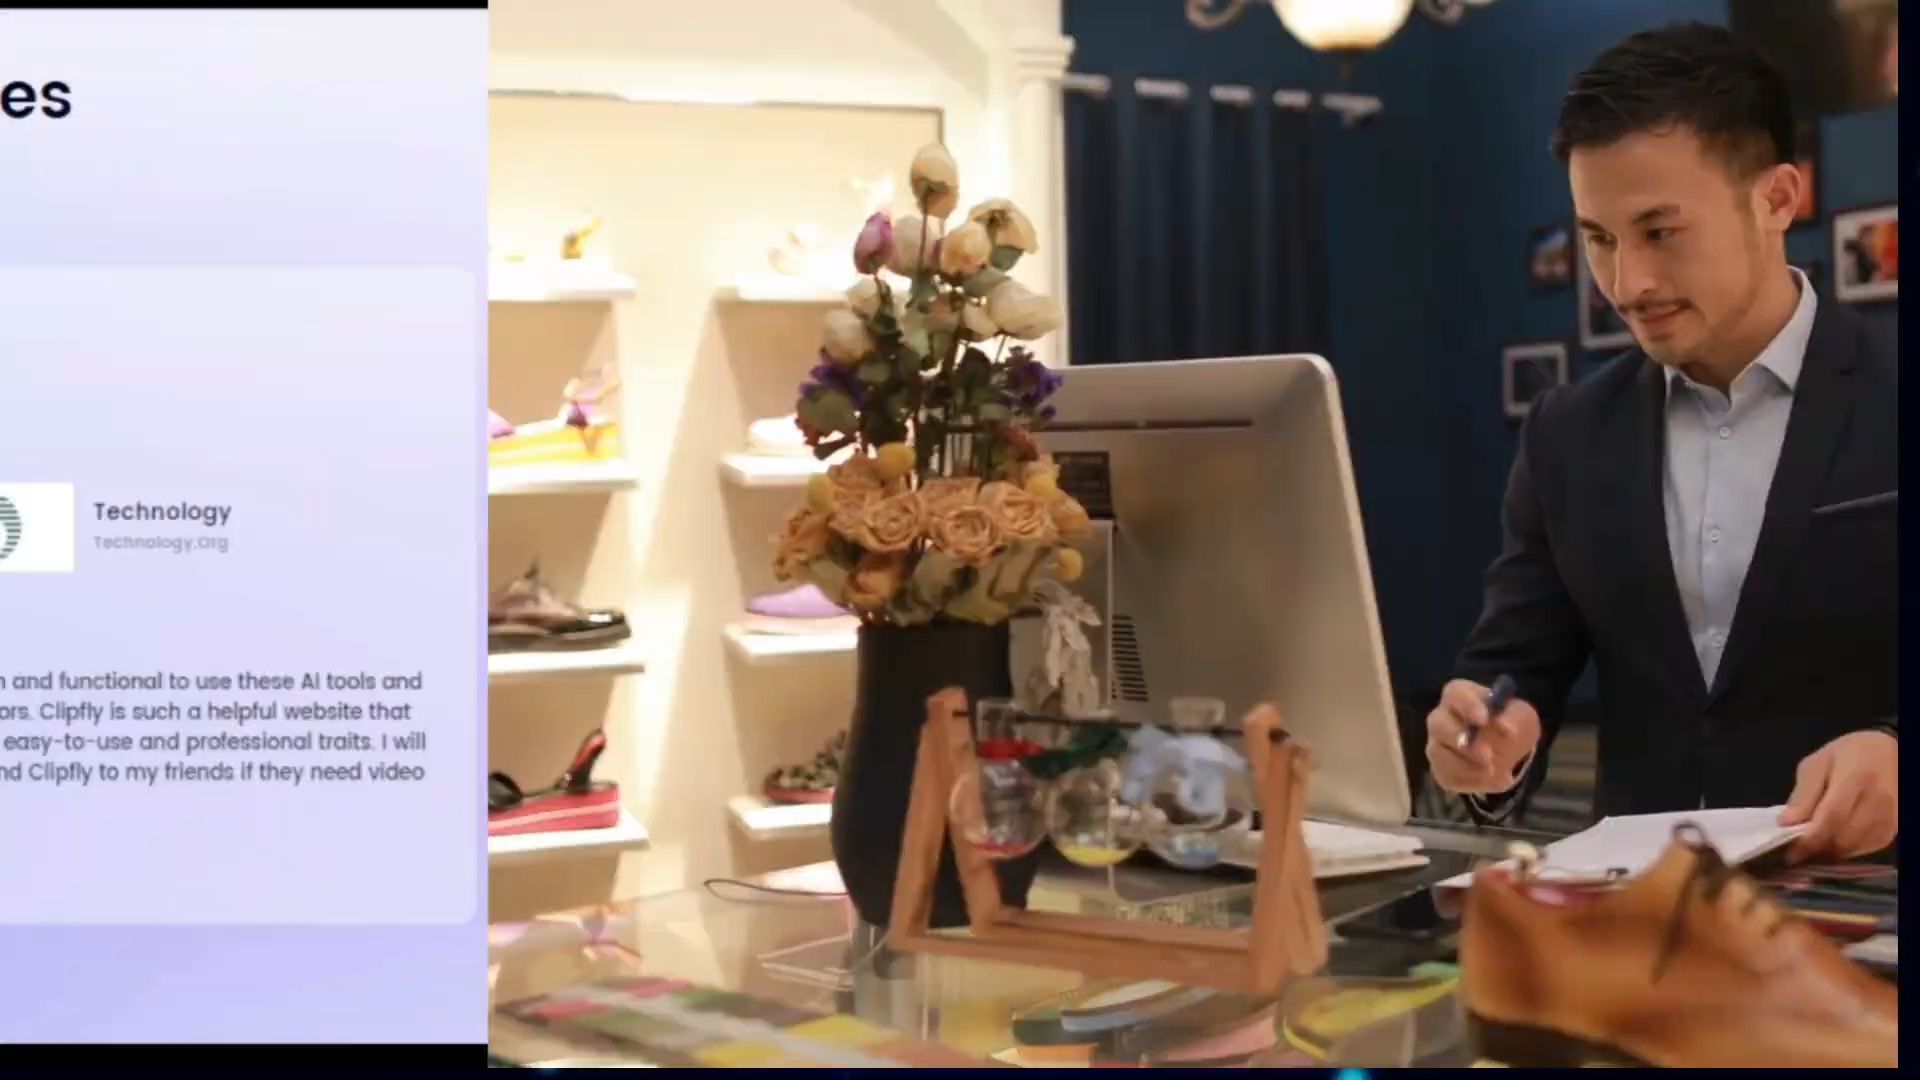 es
Technology
Technology.Org
and functional to use these AI tools and
ors. Clipfly is such a helpful website that
easy-to-use and professional traits. I will
nd Clipfly to my friends if they need video